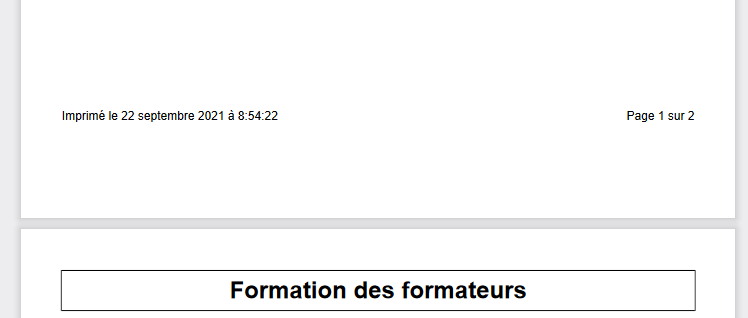 Imprimé le 22 septembre 2021 à 8:54:22 Page 1 sur 2
Formation des formateurs